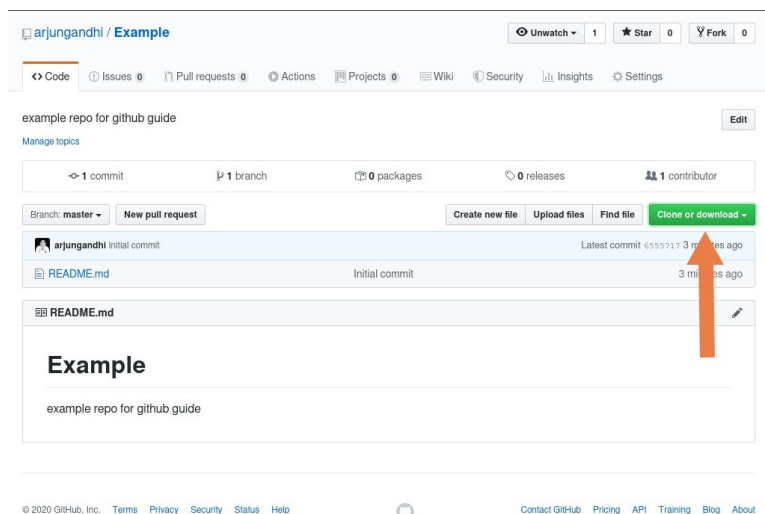 arjungandhi / Example
Unwatch 1 Star 0 Fork 0
Code Issues 0 Pull requests 0 Actions Projects 0 Wiki Security Insights Settings
example repo for github guide Edit
Manage topics
1 commit 1 branch 0 packages 0 releases 1 contributor
Branch: master New pull request Create new file Upload files Find file Clone or download
arjungandhi Initial commit Latest commit 6555717 3 ago
README.md Initial commit 3 ago
README.md
Example
example repo for github guide
© 2020 GitHub, Inc. Terms Privacy Security Status Help Contact GitHub Pricing API Training Blog About